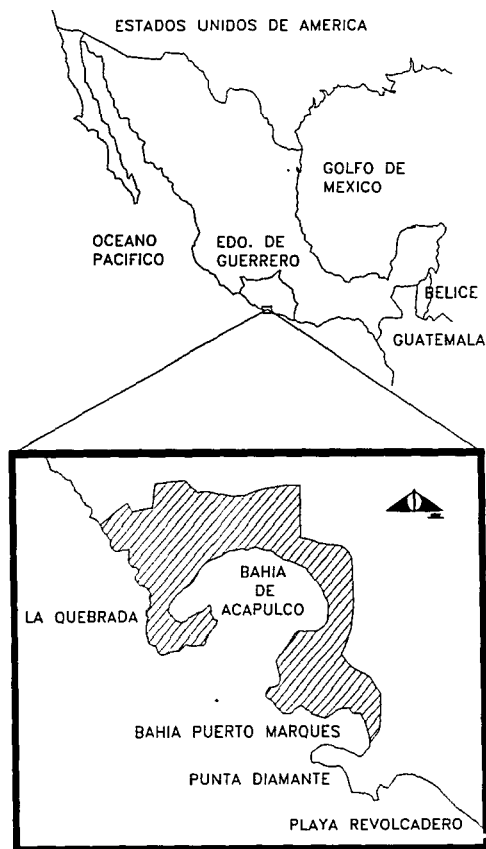 ESTADOS UNIDOS DE AMERICA
GOLFO DE
MEXICO
OCEANO
PACIFICO
EDO. DE
GUERRERO
BELICE
GUATEMALA
BAHIA
DE
ACAPULCO
LA QUEBRADA
BAHIA PUERTO MARQUES
PUNTA DIAMANTE
PLAYA REVOLCADERO